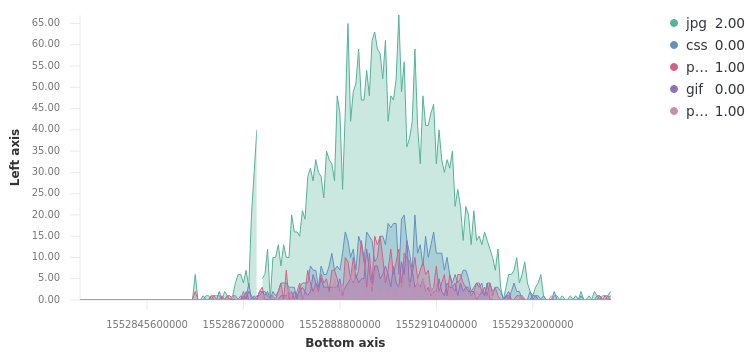 65.00
60.00
55.00
50.00
45.00
40.00
35.00
30.00
25.00
20.00
15.00
10.00
5.00
0.00
Left axis
1552845600000 1552867200000 1552888800000 1552910400000 1552932000000
Bottom axis
jpg 2.00
css 0.00
p... 1.00
gif 0.00
p... 1.00